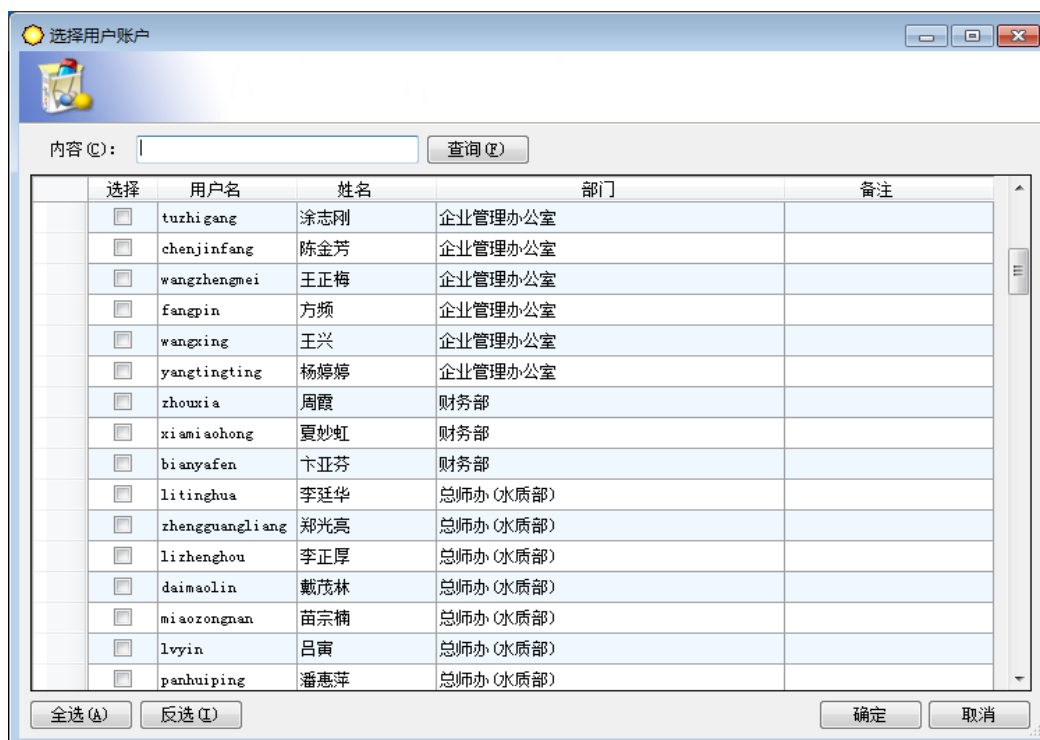 选择用户账户
内容(C): 查询(F)
选择 用户名 姓名 部门 备注
tuzhigang 涂志刚 企业管理办公室
chenjinfang 陈金芳 企业管理办公室
wangzhengmei 王正梅 企业管理办公室
fangpin 方频 企业管理办公室
wangxing 王兴 企业管理办公室
yangtingting 杨婷婷 企业管理办公室
zhouxia 周霞 财务部
xiamiaohong 夏妙虹 财务部
bianyafen 卞亚芬 财务部
litinghua 李廷华 总师办(水质部)
zhengguangliang 郑光亮 总师办(水质部)
lizhenghou 李正厚 总师办(水质部)
daimaolin 戴茂林 总师办(水质部)
miaozongnan 苗宗楠 总师办(水质部)
lvyin 吕寅 总师办(水质部)
panhuiping 潘惠萍 总师办(水质部)
全选(A) 反选(I) 确定 取消